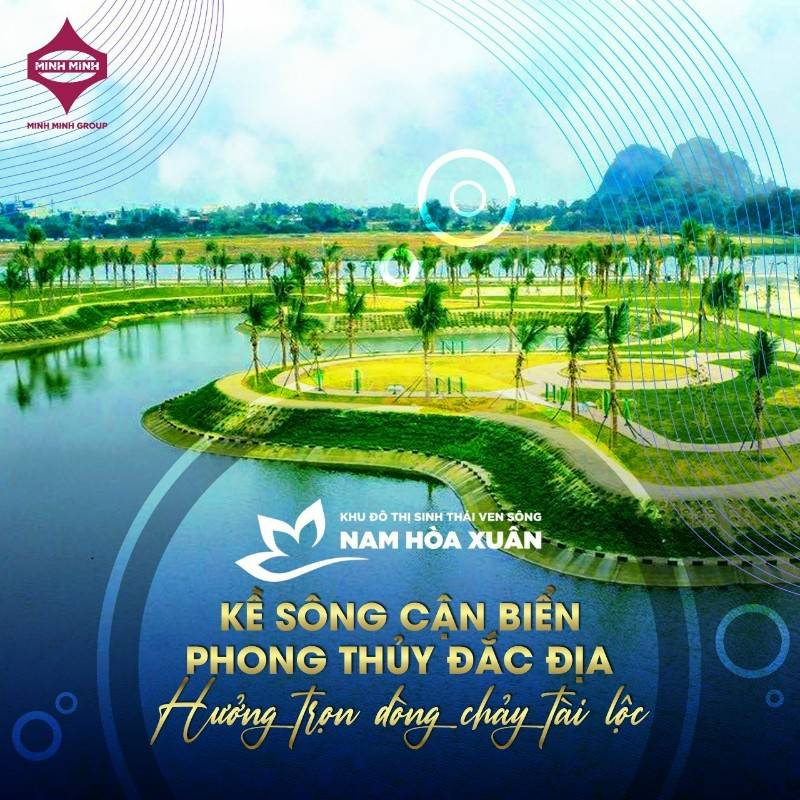 MINH MINH
MINH MINH GROUP
KHU ĐÔ THỊ SINH THÁI VEN SÔNG
NAM HÒA XUÂN
KỀ SÔNG CẬN BIỂN
PHONG THỦY ĐẮC ĐỊA
Hưởng trọn dòng chảy tài lộc